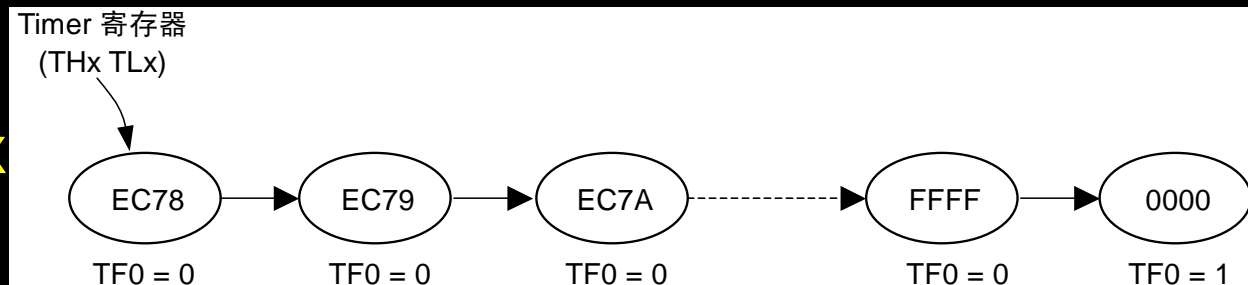 Timer 寄存器
(THx TLx)
EC78 EC79 EC7A FFFF 0000
TF0 = 0 TF0 = 0 TF0 = 0 TF0 = 0 TF0 = 1